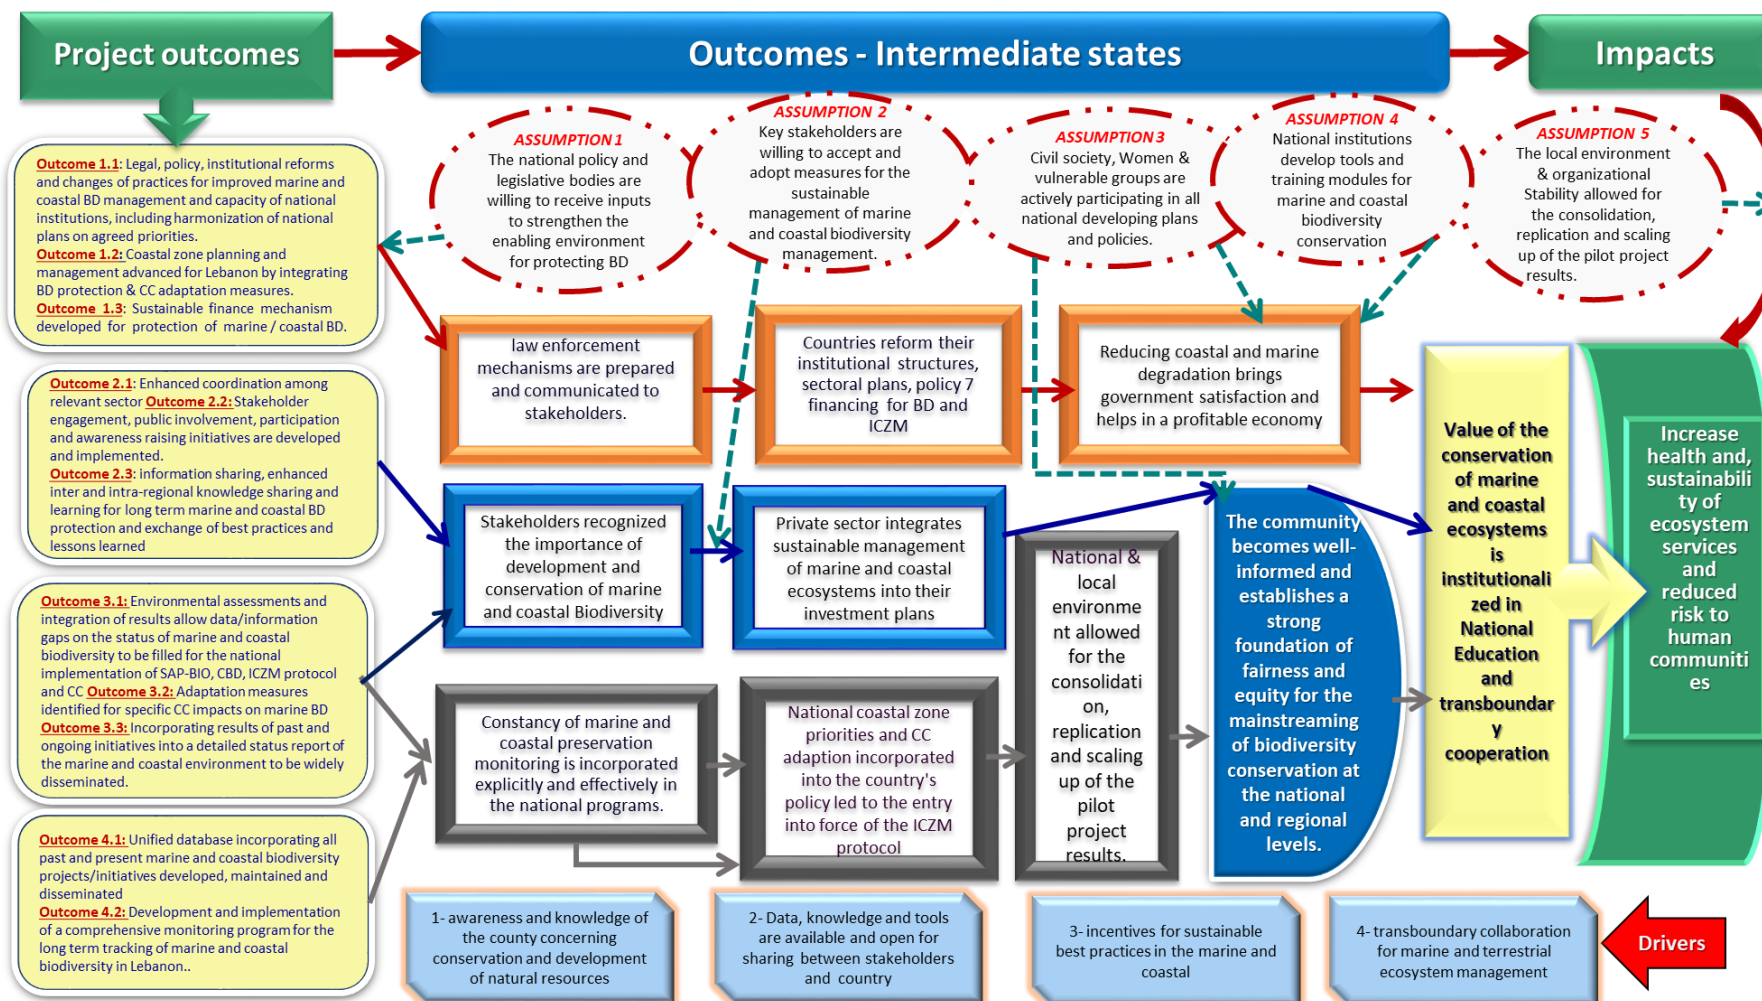 Project outcomes
Outcomes - Intermediate states
Impacts
ASSUMPTION 1
The national policy and
legislative bodies are
willing to receive inputs
to strengthen the
enabling environment
for protecting BD
ASSUMPTION 2
Key stakeholders are
willing to accept and
adopt measures for the
sustainable
management of marine
and coastal biodiversity
management.
ASSUMPTION 3
Civil society, Women &
vulnerable groups are
actively participating in all
national developing plans
and policies.
ASSUMPTION 4
National institutions
develop tools and
training modules for
marine and coastal
biodiversity
conservation
ASSUMPTION 5
The local environment
& organizational
Stability allowed for
the consolidation,
replication and scaling
up of the pilot project
results.
Outcome 1.1: Legal, policy, institutional reforms
and changes of practices for improved marine and
coastal BD management and capacity of national
institutions, including harmonization of national
plans on agreed priorities.
Outcome 1.2: Coastal zone planning and
management advanced for Lebanon by integrating
BD protection & CC adaptation measures.
Outcome 1.3: Sustainable finance mechanism
developed for protection of marine / coastal BD.
law enforcement
mechanisms are prepared
and communicated to
stakeholders.
Countries reform their
institutional structures,
sectoral plans, policy 7
financing for BD and
ICZM
Reducing coastal and marine
degradation brings
government satisfaction and
helps in a profitable economy
Outcome 2.1: Enhanced coordination among
relevant sector Outcome 2.2: Stakeholder
engagement, public involvement, participation
and awareness raising initiatives are developed
and implemented.
Outcome 2.3: information sharing, enhanced
inter and intra-regional knowledge sharing and
learning for long term marine and coastal BD
protection and exchange of best practices and
lessons learned
Stakeholders recognized
the importance of
development and
conservation of marine
and coastal Biodiversity
Private sector integrates
sustainable management
of marine and coastal
ecosystems into their
investment plans
Outcome 3.1: Environmental assessments and
integration of results allow data/information
gaps on the status of marine and coastal
biodiversity to be filled for the national
implementation of SAP-BIO, CBD, ICZM protocol
and CC Outcome 3.2: Adaptation measures
identified for specific CC impacts on marine BD
Outcome 3.3: Incorporating results of past and
ongoing initiatives into a detailed status report of
the marine and coastal environment to be widely
disseminated.
Constancy of marine and
coastal preservation
monitoring is incorporated
explicitly and effectively in
the national programs.
National coastal zone
priorities and CC
adaption incorporated
into the country's
policy led to the entry
into force of the ICZM
protocol
National &
local
environme
nt allowed
for the
consolidati
on,
replication
and scaling
up of the
pilot
project
results.
The community
becomes well-
informed and
establishes a
strong
foundation of
fairness and
equity for the
mainstreaming
of biodiversity
conservation at
the national
and regional
levels.
Value of the
conservation
of marine
and coastal
ecosystems
is
institutionali
zed in
National
Education
and
transboundar
y
cooperation
Increase
health and,
sustainabili
ty of
ecosystem
services
and
reduced
risk to
human
communiti
es
Outcome 4.1: Unified database incorporating all
past and present marine and coastal biodiversity
projects/initiatives developed, maintained and
disseminated
Outcome 4.2: Development and implementation
of a comprehensive monitoring program for the
long term tracking of marine and coastal
biodiversity in Lebanon..
1- awareness and knowledge of
the county concerning
conservation and development
of natural resources
2- Data, knowledge and tools
are available and open for
sharing between stakeholders
and country
3- incentives for sustainable
best practices in the marine and
coastal
4- transboundary collaboration
for marine and terrestrial
ecosystem management
Drivers